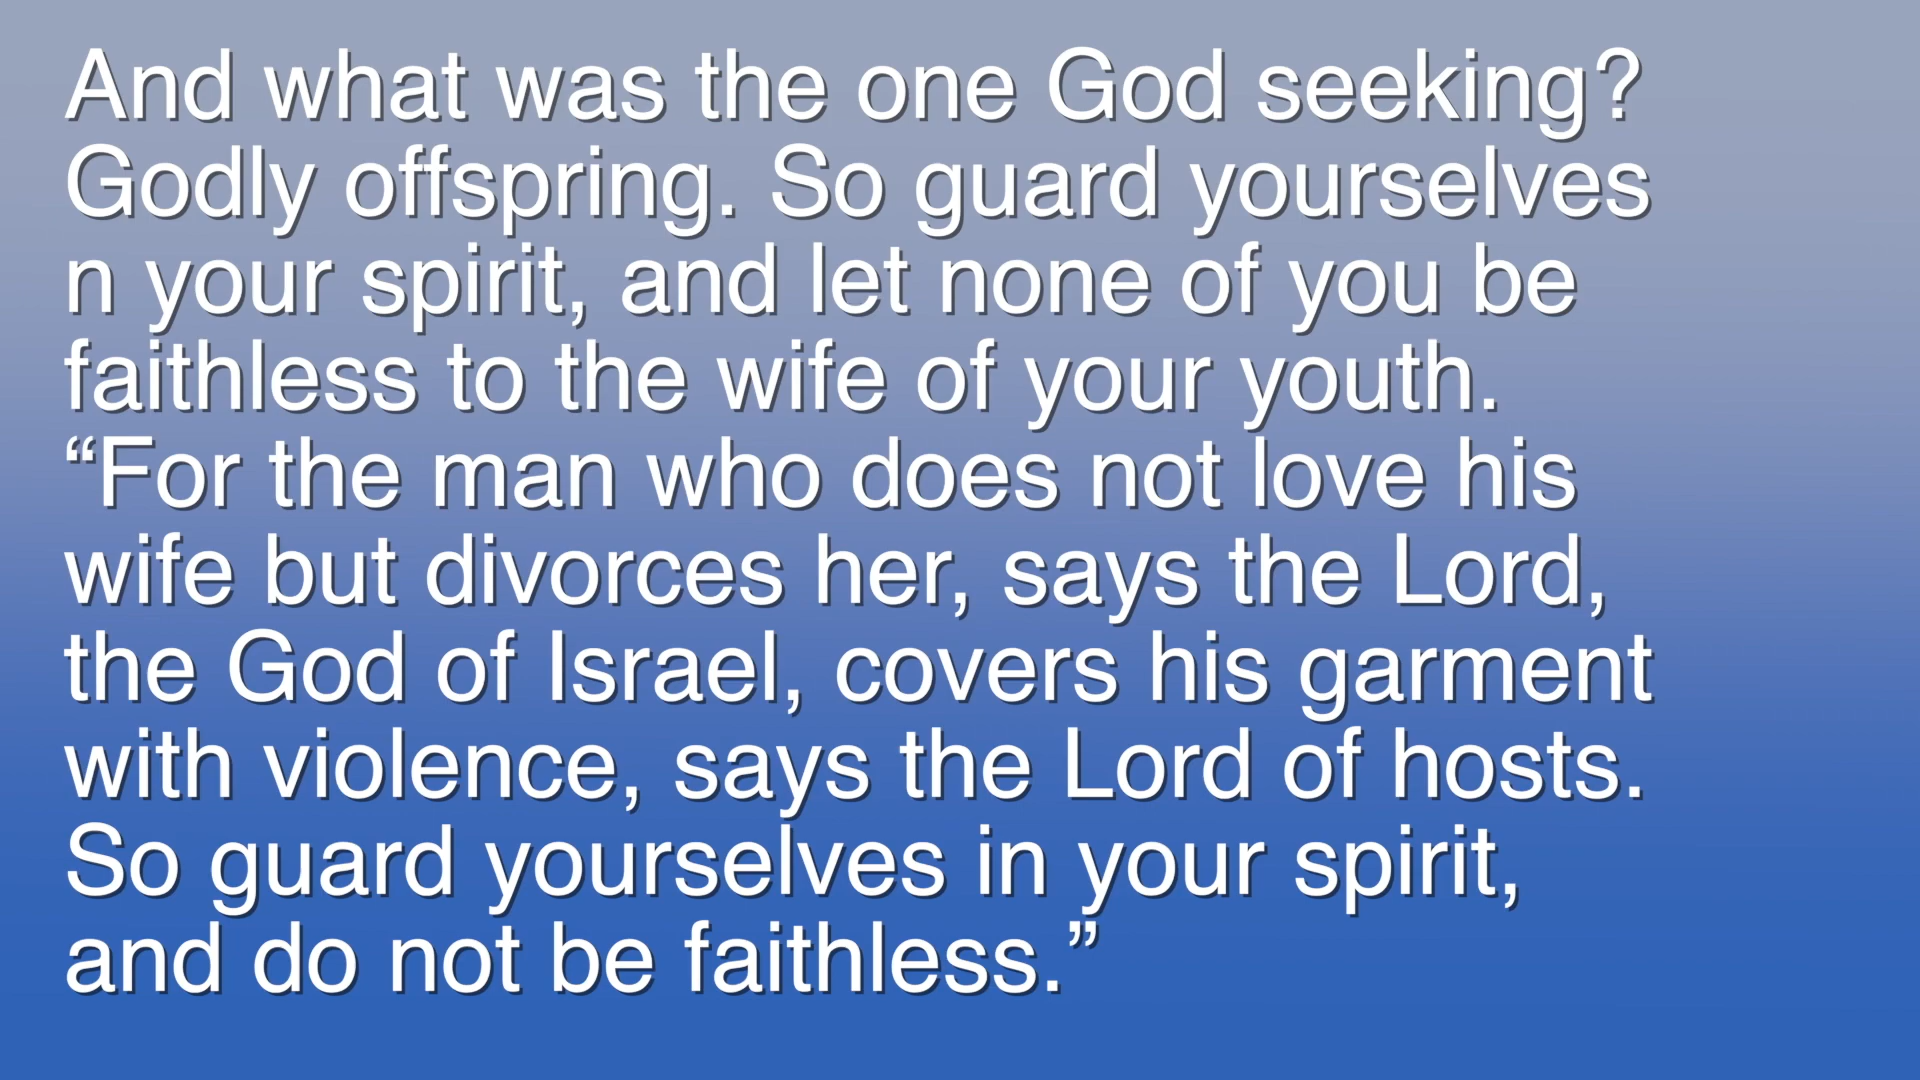 And what was the one God seeking?
Godly offspring. So guard yourselves
n your spirit, and let none of you be
faithless to the wife of your youth.
“For the man who does not love his
wife but divorces her, says the Lord,
the God of Israel, covers his garment
with violence, says the Lord of hosts.
So guard yourselves in your spirit,
and do not be faithless.”